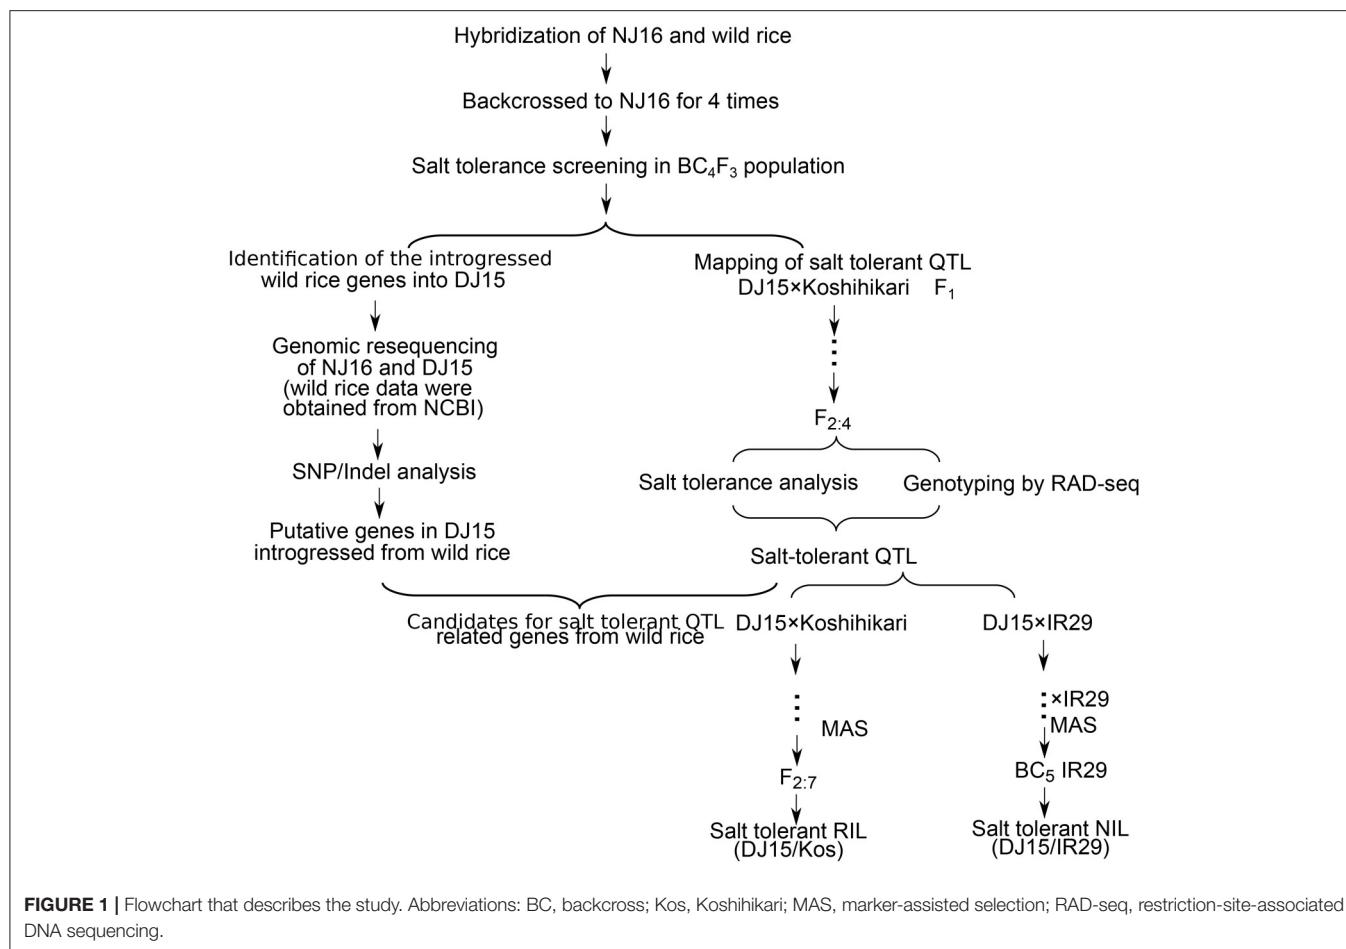 Hybridization of NJ16 and wild rice
Backcrossed to NJ16 for 4 times
Salt tolerance screening in BC4F3 population
Identification of the introgressed
wild rice genes into DJ15
Genomic resequencing
of NJ16 and DJ15
(wild rice data were
obtained from NCBI)
SNP/Indel analysis
Putative genes in DJ15
introgressed from wild rice
Mapping of salt tolerant QTL
DJ15×Koshihikari F1
F2:4
Salt tolerance analysis
Genotyping by RAD-seq
Salt-tolerant QTL
Candidates for salt tolerant QTL
related genes from wild rice
DJ15×Koshihikari
MAS
F2:7
Salt tolerant RIL
(DJ15/Kos)
DJ15×IR29
×IR29
MAS
BC5 IR29
Salt tolerant NIL
(DJ15/IR29)
FIGURE 1 | Flowchart that describes the study. Abbreviations: BC, backcross; Kos, Koshihikari; MAS, marker-assisted selection; RAD-seq, restriction-site-associated
DNA sequencing.